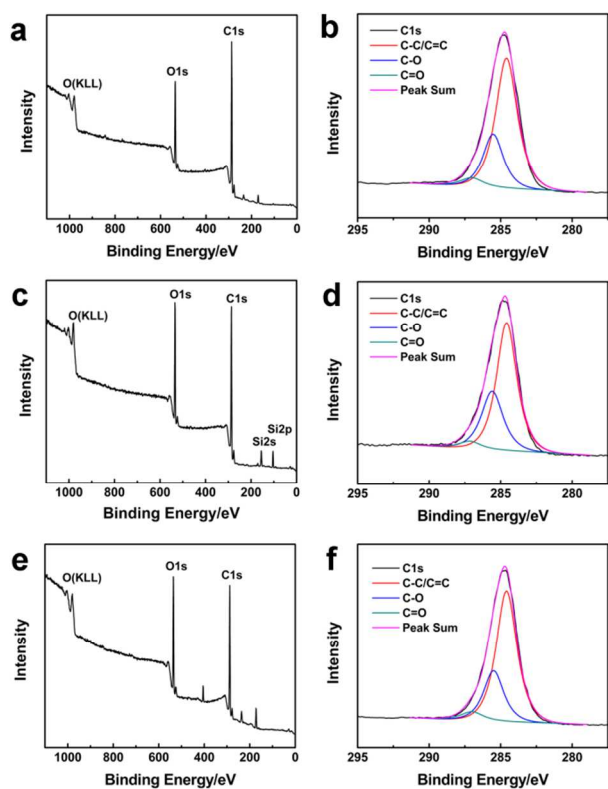 a
Intensity
O(KLL)
O1s
C1s
1000 800 600 400 200 0
Binding Energy/eV
b
Intensity
C1s
C-C/C=C
C-O
C=O
Peak Sum
295 290 285 280
Binding Energy/eV
c
Intensity
O(KLL)
O1s
C1s
Si2s
Si2p
1000 800 600 400 200 0
Binding Energy/eV
d
Intensity
C1s
C-C/C=C
C-O
C=O
Peak Sum
295 290 285 280
Binding Energy/eV
e
Intensity
O(KLL)
O1s
C1s
1000 800 600 400 200 0
Binding Energy/eV
f
Intensity
C1s
C-C/C=C
C-O
C=O
Peak Sum
295 290 285 280
Binding Energy/eV